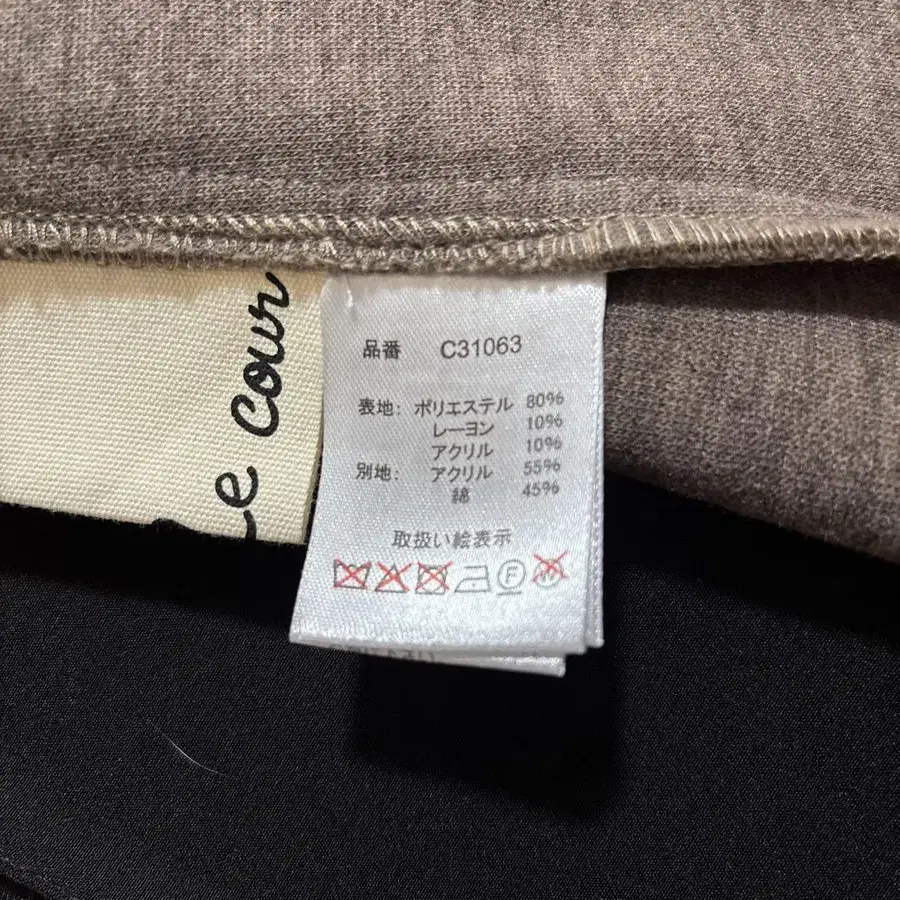 e cour
品番 C31063
表地: ポリエステル 80%
レーヨン 10%
アクリル 10%
別地: アクリル 55%
綿 45%
取扱い絵表示
F
W